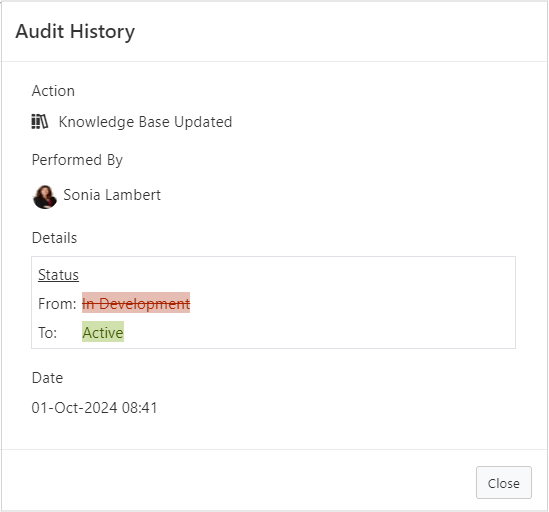 Audit History
Action
Knowledge Base Updated
Performed By
Sonia Lambert
Details
Status
From: In Development
To: Active
Date
01-Oct-2024 08:41
Close